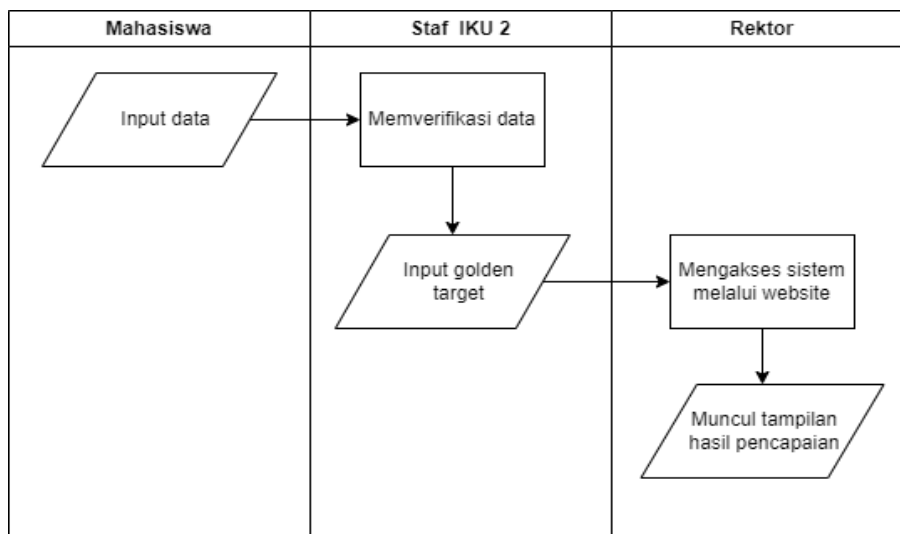 Mahasiswa
Staf IKU 2
Rektor
Input data
Memverifikasi data
Input golden
target
Mengakses sistem
melalui website
Muncul tampilan
hasil pencapaian